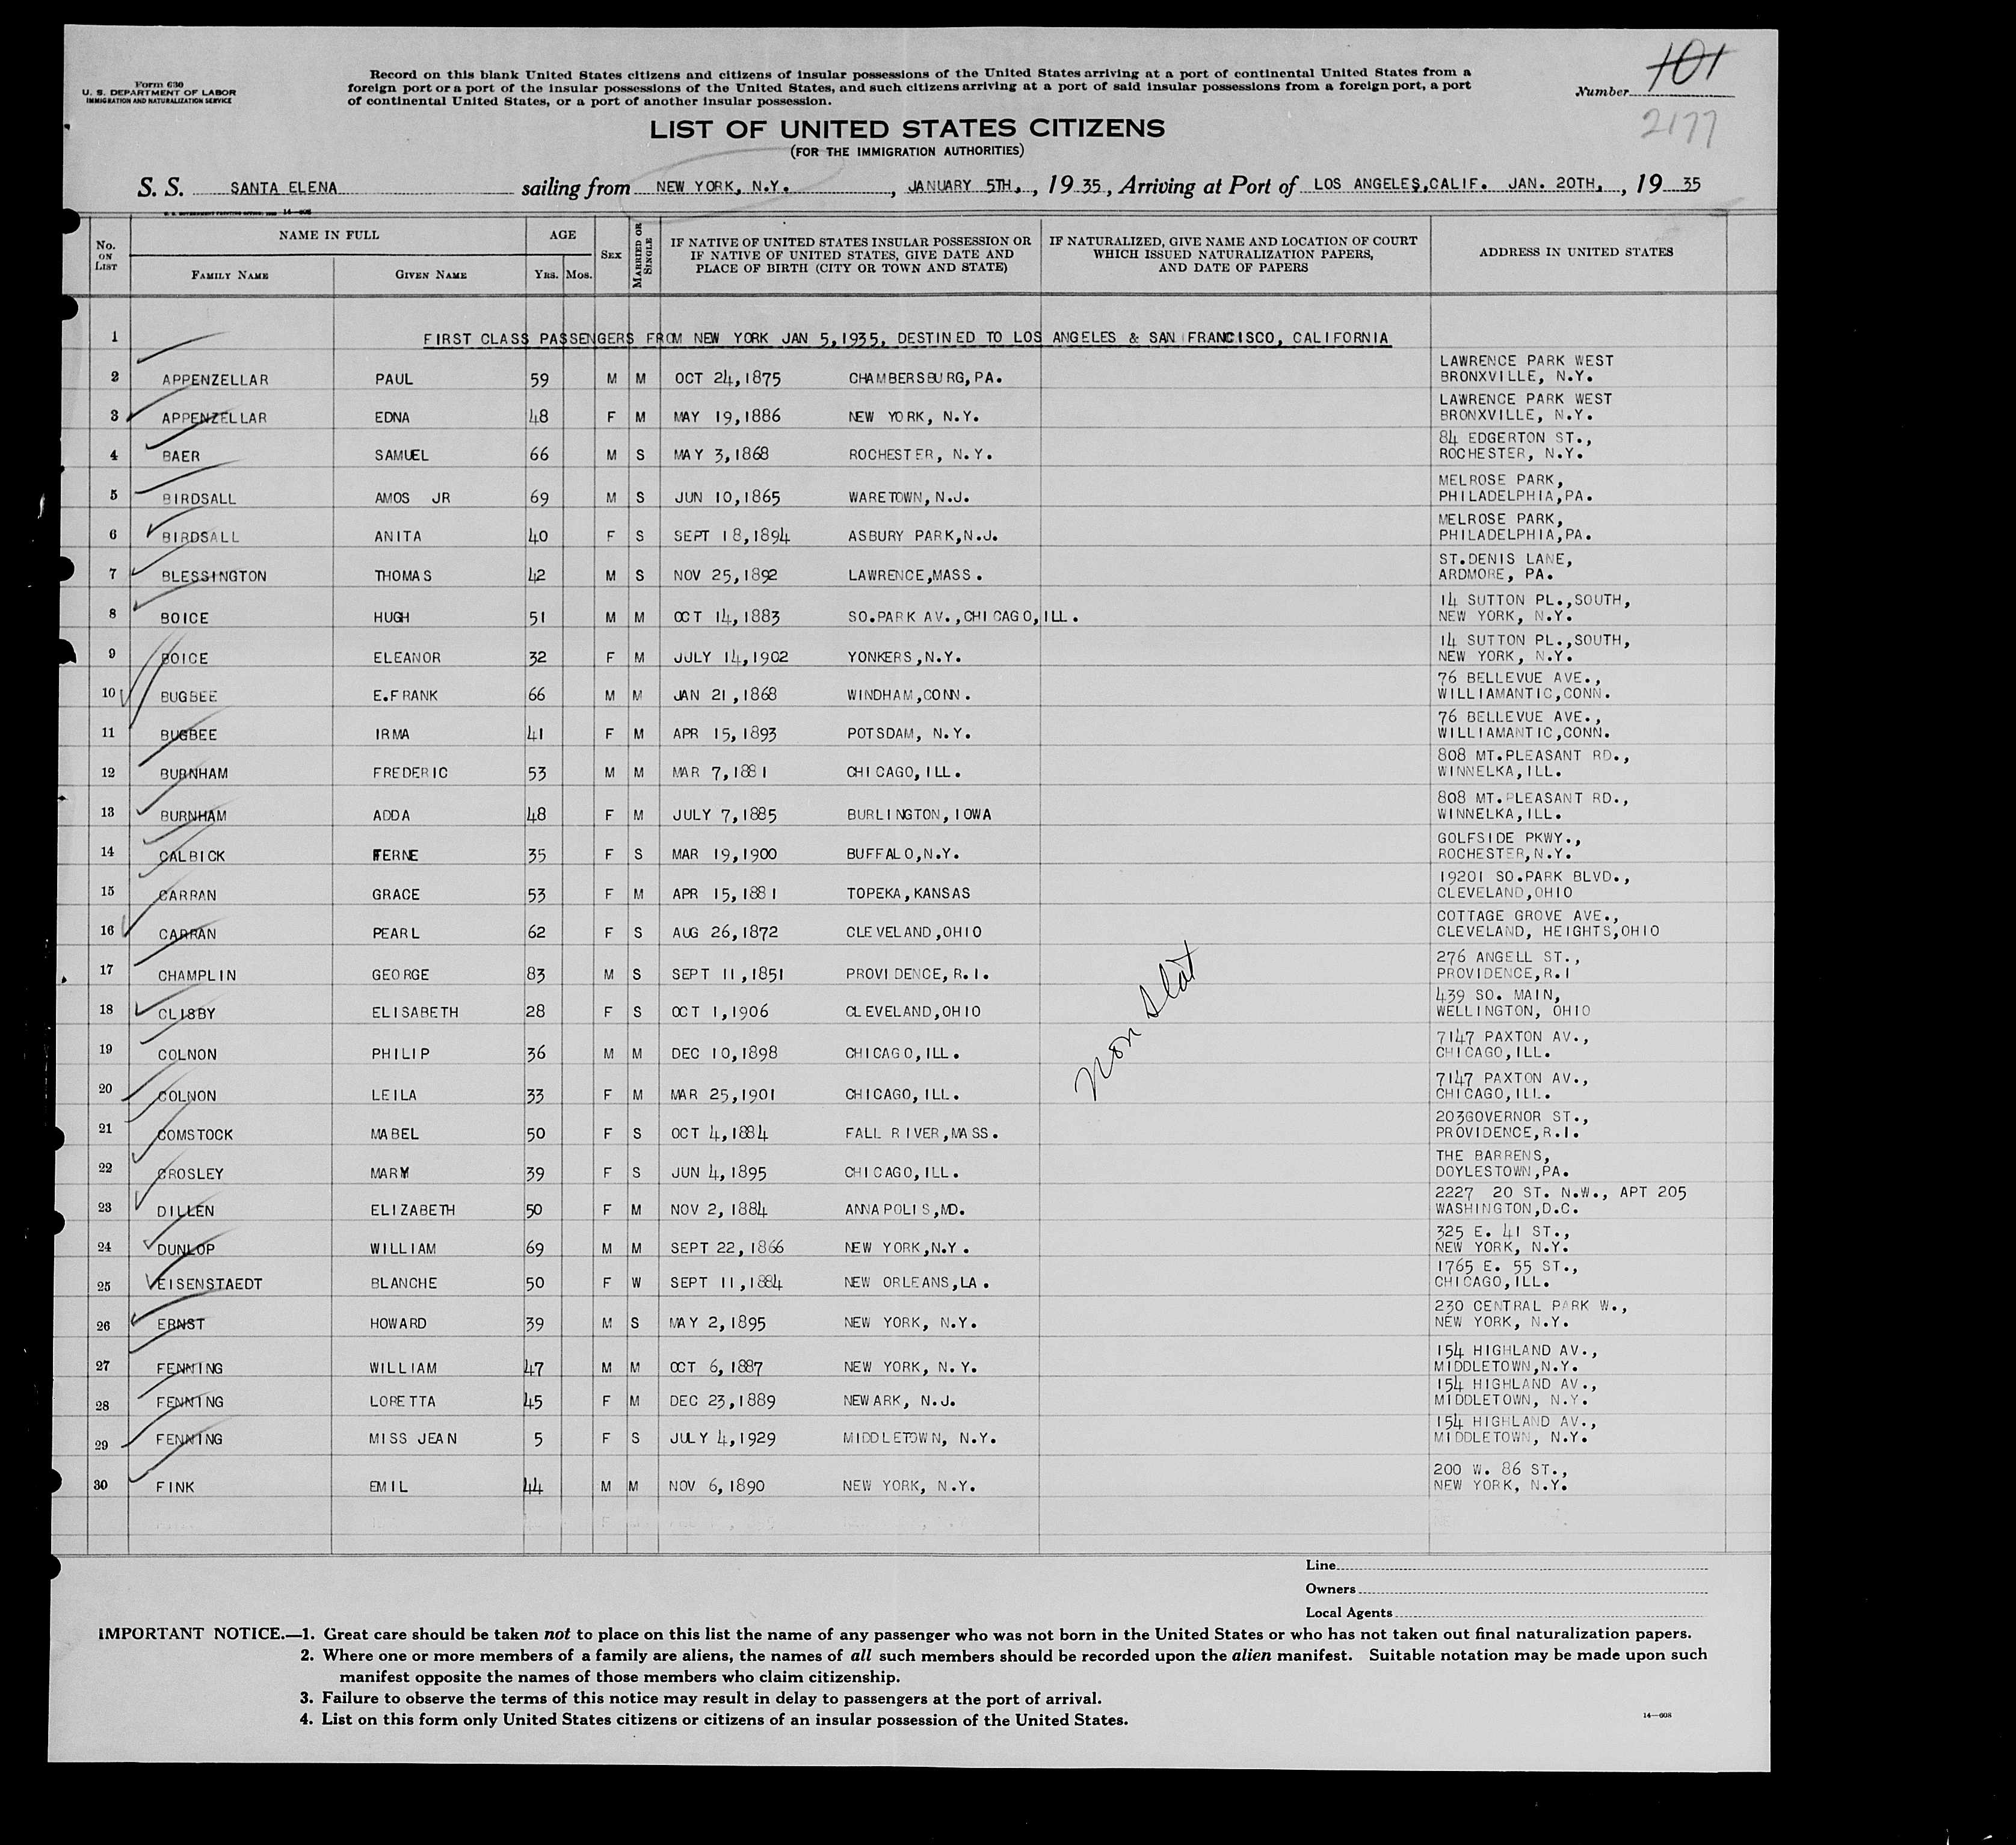 Form 630
U. S. DEPARTMENT OF LABOR
IMMIGRATION AND NATURALIZATION SERVICE
Record on this blank United States citizens and citizens of insular possessions of the United States arriving at a port of continental United States from a
foreign port or a port of the insular possessions of the United States, and such citizens arriving at a port of said insular possessions from a foreign port, a port
of continental United States, or a port of another insular possession.
Number 101
2177
LIST OF UNITED STATES CITIZENS
(FOR THE IMMIGRATION AUTHORITIES)
S. S. SANTA ELENA sailing from NEW YORK, N.Y. , JANUARY 5TH, , 19 35, Arriving at Port of LOS ANGELES,CALIF. JAN. 20TH, , 19 35
No. ON LIST NAME IN FULL AGE SEX MARRIED OR SINGLE IF NATIVE OF UNITED STATES INSULAR POSSESSION OR IF NATIVE OF UNITED STATES, GIVE DATE AND PLACE OF BIRTH (CITY OR TOWN AND STATE) IF NATURALIZED, GIVE NAME AND LOCATION OF COURT WHICH ISSUED NATURALIZATION PAPERS, AND DATE OF PAPERS ADDRESS IN UNITED STATES
FAMILY NAME GIVEN NAME YRS. MOS.
1 FIRST CLASS PASSENGERS FROM NEW YORK JAN 5,1935, DESTINED TO LOS ANGELES & SAN FRANCISCO, CALIFORNIA
LAWRENCE PARK WEST
2 APPENZELLAR PAUL 59 M M OCT 24,1875 CHAMBERSBURG,PA. BRONXVILLE, N.Y.
LAWRENCE PARK WEST
3 APPENZELLAR EDNA 48 F M MAY 19,1886 NEW YORK, N.Y. BRONXVILLE, N.Y.
84 EDGERTON ST.,
4 BAER SAMUEL 66 M S MAY 3,1868 ROCHESTER, N.Y. ROCHESTER, N.Y.
MELROSE PARK,
5 BIRDSALL AMOS JR 69 M S JUN 10,1865 WARETOWN,N.J. PHILADELPHIA,PA.
MELROSE PARK,
6 BIRDSALL ANITA 40 F S SEPT 18,1894 ASBURY PARK,N.J. PHILADELPHIA,PA.
ST.DENIS LANE,
7 BLESSINGTON THOMAS 42 M S NOV 25,1892 LAWRENCE,MASS. ARDMORE, PA.
14 SUTTON PL.,SOUTH,
8 BOICE HUGH 51 M M OCT 14,1883 SO.PARK AV.,CHICAGO,ILL. NEW YORK, N.Y.
14 SUTTON PL.,SOUTH,
9 BOICE ELEANOR 32 F M JULY 14,1902 YONKERS,N.Y. NEW YORK, N.Y.
76 BELLEVUE AVE.,
10 BUGBEE E.FRANK 66 M M JAN 21,1868 WINDHAM,CONN. WILLIAMANTIC,CONN.
76 BELLEVUE AVE.,
11 BUGBEE IRMA 41 F M APR 15,1893 POTSDAM, N.Y. WILLIAMANTIC,CONN.
808 MT.PLEASANT RD.,
12 BURNHAM FREDERIC 53 M M MAR 7,1881 CHICAGO,ILL. WINNELKA,ILL.
808 MT.PLEASANT RD.,
13 BURNHAM ADDA 48 F M JULY 7,1885 BURLINGTON,IOWA WINNELKA,ILL.
GOLFSIDE PKWY.,
14 CALBICK FERNE 35 F S MAR 19,1900 BUFFALO,N.Y. ROCHESTER,N.Y.
19201 SO.PARK BLVD.,
15 CARRAN GRACE 53 F M APR 15,1881 TOPEKA,KANSAS CLEVELAND,OHIO
COTTAGE GROVE AVE.,
16 CARRAN PEARL 62 F S AUG 26,1872 CLEVELAND,OHIO CLEVELAND, HEIGHTS,OHIO
276 ANGELL ST.,
17 CHAMPLIN GEORGE 83 M S SEPT 11,1851 PROVIDENCE,R.I. PROVIDENCE,R.I
439 SO. MAIN,
18 CLISBY ELISABETH 28 F S OCT 1,1906 CLEVELAND,OHIO WELLINGTON, OHIO
non stat
7147 PAXTON AV.,
19 COLNON PHILIP 36 M M DEC 10,1898 CHICAGO,ILL. CHICAGO,ILL.
7147 PAXTON AV.,
20 COLNON LEILA 33 F M MAR 25,1901 CHICAGO,ILL. CHICAGO,ILL.
203GOVERNOR ST.,
21 COMSTOCK MABEL 50 F S OCT 4,1884 FALL RIVER,MASS. PROVIDENCE,R.I.
THE BARRENS,
22 CROSLEY MARY 39 F S JUN 4,1895 CHICAGO,ILL. DOYLESTOWN,PA.
2227 20 ST. N.W., APT 205
23 DILLEN ELIZABETH 50 F M NOV 2,1884 ANNAPOLIS,MD. WASHINGTON,D.C.
325 E. 41 ST.,
24 DUNLOP WILLIAM 69 M M SEPT 22,1866 NEW YORK,N.Y. NEW YORK, N.Y.
1765 E. 55 ST.,
25 EISENSTAEDT BLANCHE 50 F W SEPT 11,1884 NEW ORLEANS,LA. CHICAGO,ILL.
230 CENTRAL PARK W.,
26 ERNST HOWARD 39 M S MAY 2,1895 NEW YORK, N.Y. NEW YORK, N.Y.
154 HIGHLAND AV.,
27 FENNING WILLIAM 47 M M OCT 6,1887 NEW YORK, N.Y. MIDDLETOWN,N.Y.
154 HIGHLAND AV.,
28 FENNING LORETTA 45 F M DEC 23,1889 NEWARK, N.J. MIDDLETOWN, N.Y.
154 HIGHLAND AV.,
29 FENNING MISS JEAN 5 F S JULY 4,1929 MIDDLETOWN, N.Y. MIDDLETOWN, N.Y.
200 W. 86 ST.,
30 FINK EMIL 44 M M NOV 6,1890 NEW YORK, N.Y. NEW YORK, N.Y.
Line
Owners
Local Agents
IMPORTANT NOTICE.—1. Great care should be taken not to place on this list the name of any passenger who was not born in the United States or who has not taken out final naturalization papers.
2. Where one or more members of a family are aliens, the names of all such members should be recorded upon the alien manifest. Suitable notation may be made upon such
manifest opposite the names of those members who claim citizenship.
3. Failure to observe the terms of this notice may result in delay to passengers at the port of arrival.
4. List on this form only United States citizens or citizens of an insular possession of the United States.
14—608